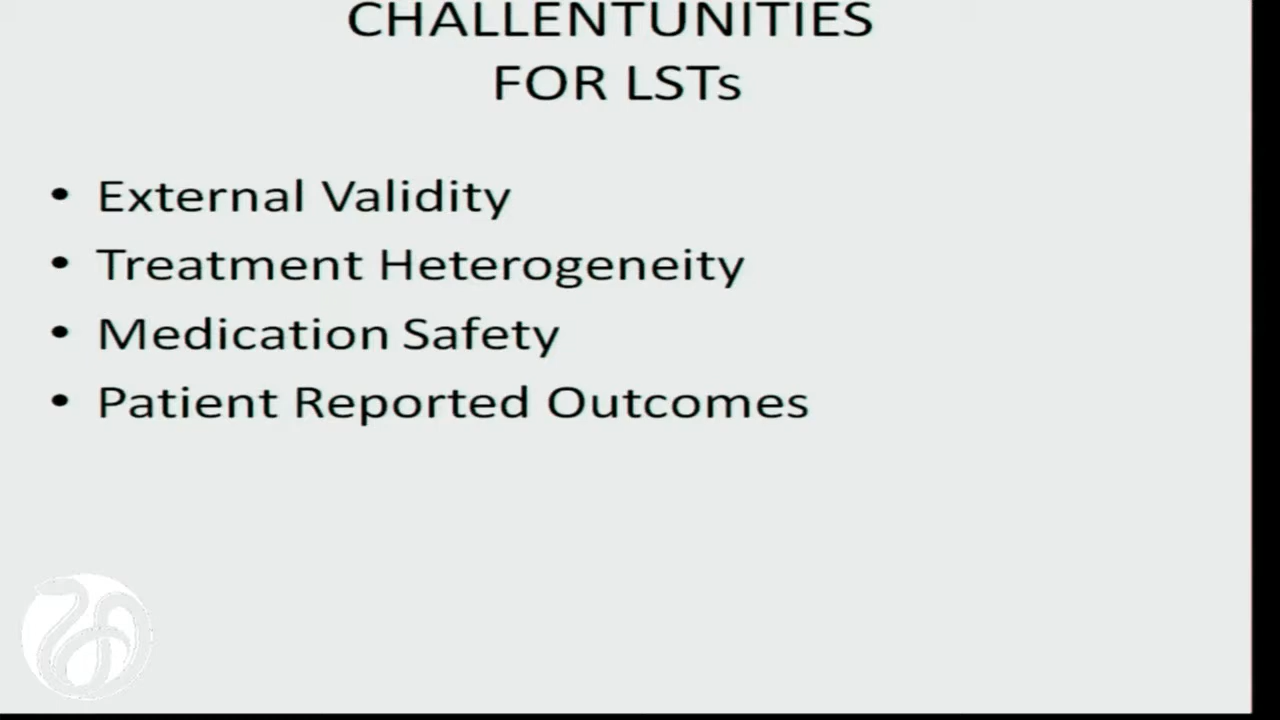 CHALLENTUNITIES
FOR LSTs
• External Validity
• Treatment Heterogeneity
• Medication Safety
• Patient Reported Outcomes